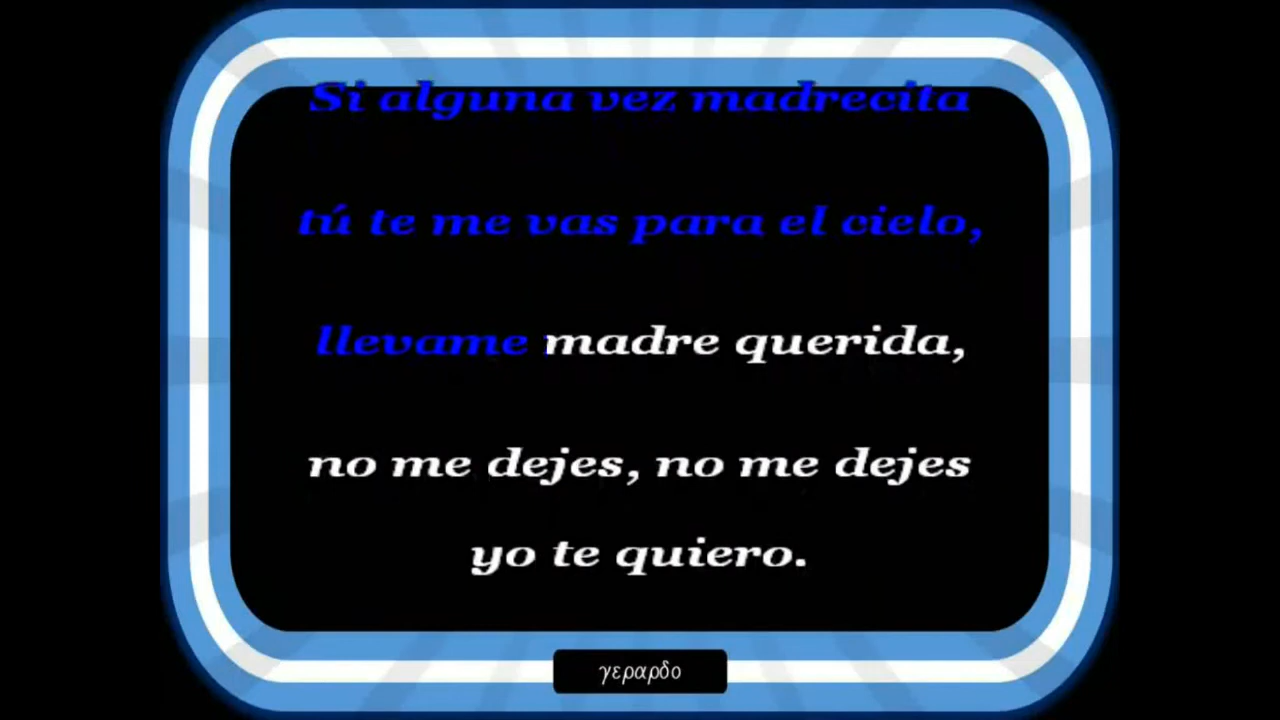 Si alguna vez madrecita
tú te me vas para el cielo,
llevame madre querida,
no me dejes, no me dejes
yo te quiero.
γεραρδο